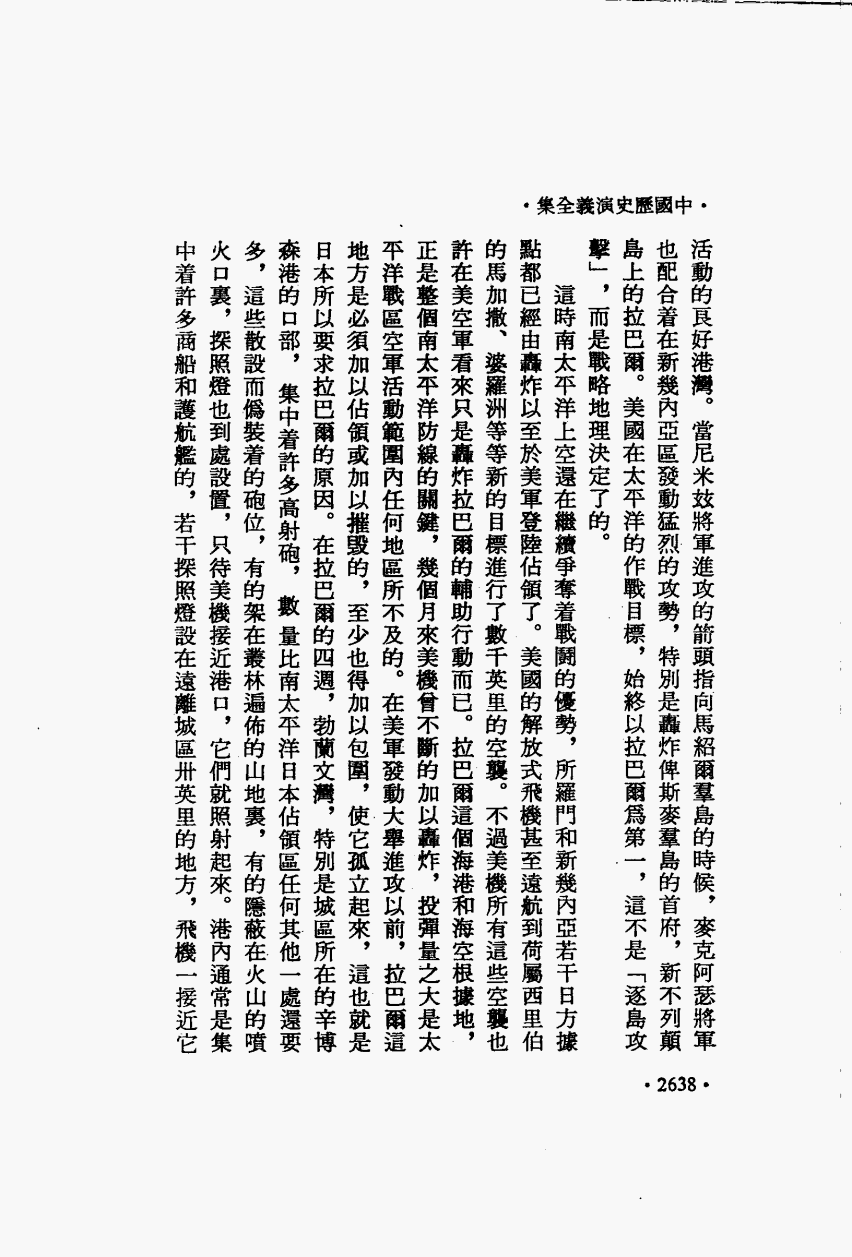 ·中國歷史演義全集·
活動的良好港灣。當尼米玆將軍進攻的箭頭指向馬紹爾羣島的時候，麥克阿瑟將軍
也配合着在新幾內亞區發動猛烈的攻勢，特別是轟炸俾斯麥羣島的首府，新不列顛
島上的拉巴爾。美國在太平洋的作戰目標，始終以拉巴爾爲第一，這不是「逐島攻
擊」，而是戰略地理決定了的。
這時南太平洋上空還在繼續爭奪着戰鬪的優勢，所羅門和新幾內亞若干日方據
點都已經由轟炸以至於美軍登陸佔領了。美國的解放式飛機甚至遠航到荷屬西里伯
的馬加撒、婆羅洲等等新的目標進行了數千英里的空襲。不過美機所有這些空襲也
許在美空軍看來只是轟炸拉巴爾的輔助行動而已。拉巴爾這個海港和海空根據地，
正是整個南太平洋防線的關鍵，幾個月來美機曾不斷的加以轟炸，投彈量之大是太
平洋戰區空軍活動範圍內任何地區所不及的。在美軍發動大舉進攻以前，拉巴爾這
地方是必須加以佔領或加以摧毀的，至少也得加以包圍，使它孤立起來，這也就是
日本所以要求拉巴爾的原因。在拉巴爾的四週，勃蘭文灣，特別是城區所在的辛博
森港的口部，集中着許多高射砲，數量比南太平洋日本佔領區任何其他一處還要
多，這些散設而僞裝着的砲位，有的架在叢林遍佈的山地裏，有的隱蔽在火山的噴
火口裏，探照燈也到處設置，只待美機接近港口，它們就照射起來。港內通常是集
中着許多商船和護航艦的，若干探照燈設在遠離城區卅英里的地方，飛機一接近它
·2638·